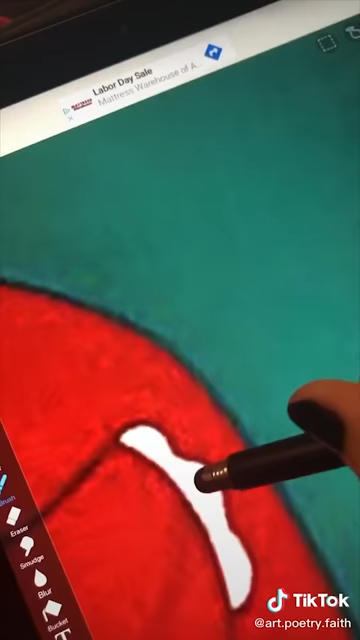 Labor Day Sale
Mattress Warehouse of A...
Brush
Eraser
Smudge
Blur
Bucket
TikTok
@art.poetry.faith